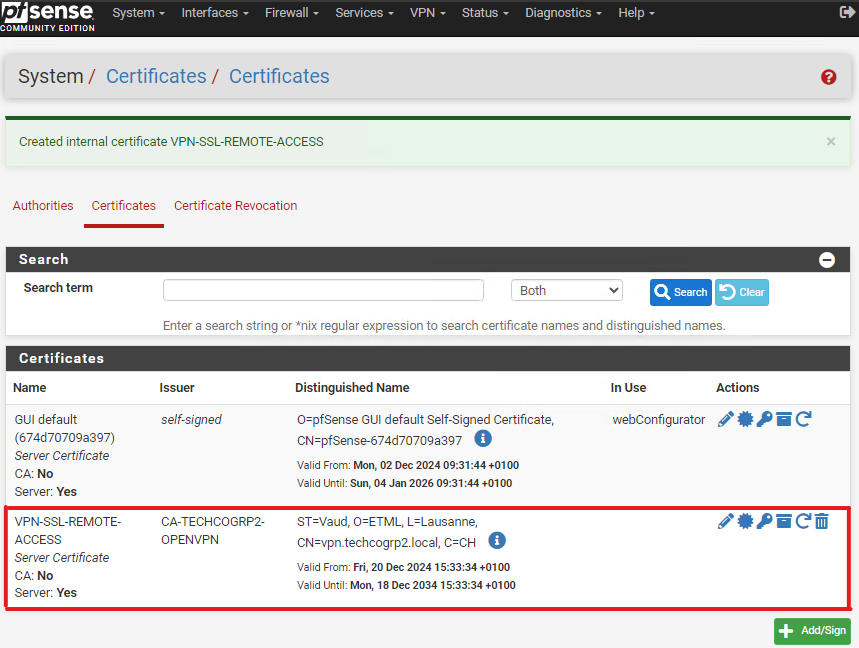 pfsense System Interfaces Firewall Services VPN Status Diagnostics Help
COMMUNITY EDITION
System / Certificates / Certificates
Created internal certificate VPN-SSL-REMOTE-ACCESS ×
Authorities Certificates Certificate Revocation
Search
Search term Both Search Clear
Enter a search string or *nix regular expression to search certificate names and distinguished names.
Certificates
Name Issuer Distinguished Name In Use Actions
GUI default
(674d70709a397)
Server Certificate
CA: No
Server: Yes
self-signed
O=pfSense GUI default Self-Signed Certificate,
CN=pfSense-674d70709a397
Valid From: Mon, 02 Dec 2024 09:31:44 +0100
Valid Until: Sun, 04 Jan 2026 09:31:44 +0100
webConfigurator
VPN-SSL-REMOTE-
ACCESS
Server Certificate
CA: No
Server: Yes
CA-TECHCOGRP2-
OPENVPN
ST=Vaud, O=ETML, L=Lausanne,
CN=vpn.techcogrp2.local, C=CH
Valid From: Fri, 20 Dec 2024 15:33:34 +0100
Valid Until: Mon, 18 Dec 2034 15:33:34 +0100
Add/Sign